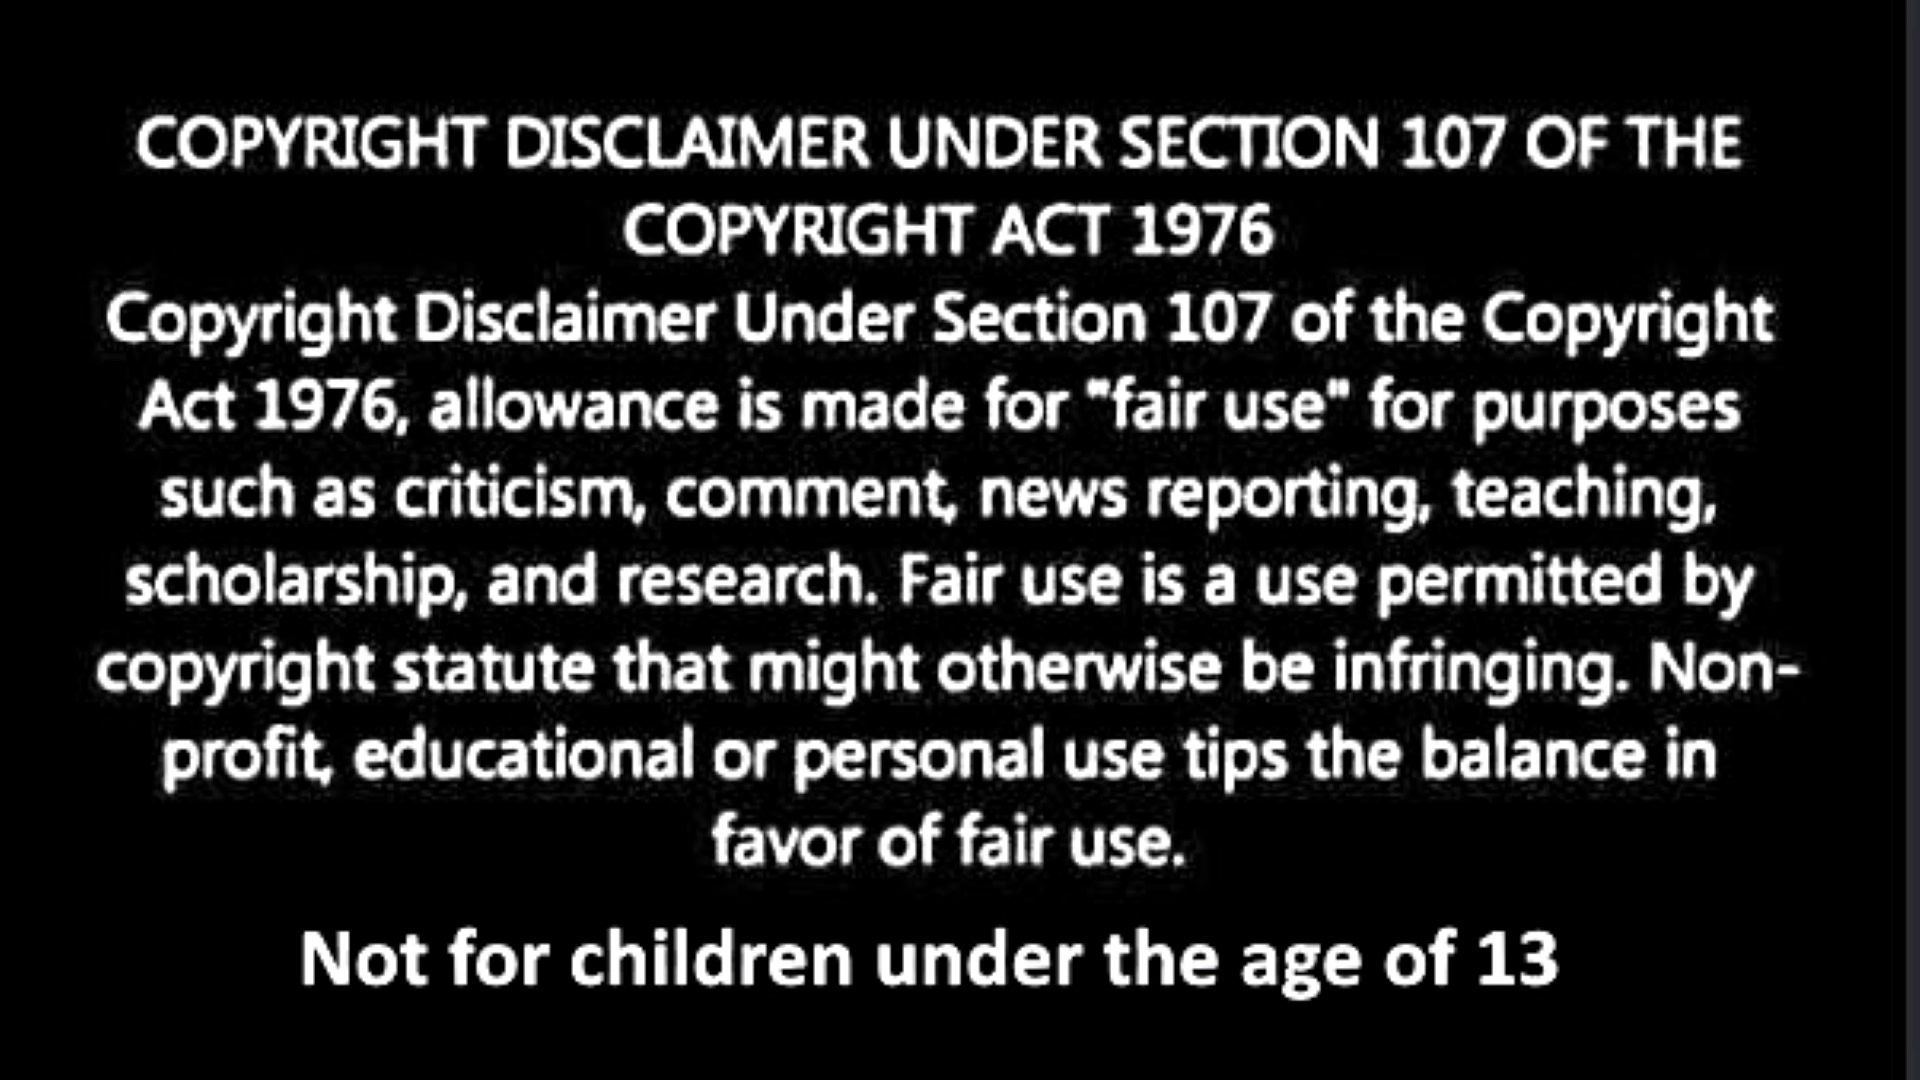 COPYRIGHT DISCLAIMER UNDER SECTION 107 OF THE
COPYRIGHT ACT 1976
Copyright Disclaimer Under Section 107 of the Copyright
Act 1976, allowance is made for "fair use" for purposes
such as criticism, comment, news reporting, teaching,
scholarship, and research. Fair use is a use permitted by
copyright statute that might otherwise be infringing. Non-
profit, educational or personal use tips the balance in
favor of fair use.
Not for children under the age of 13